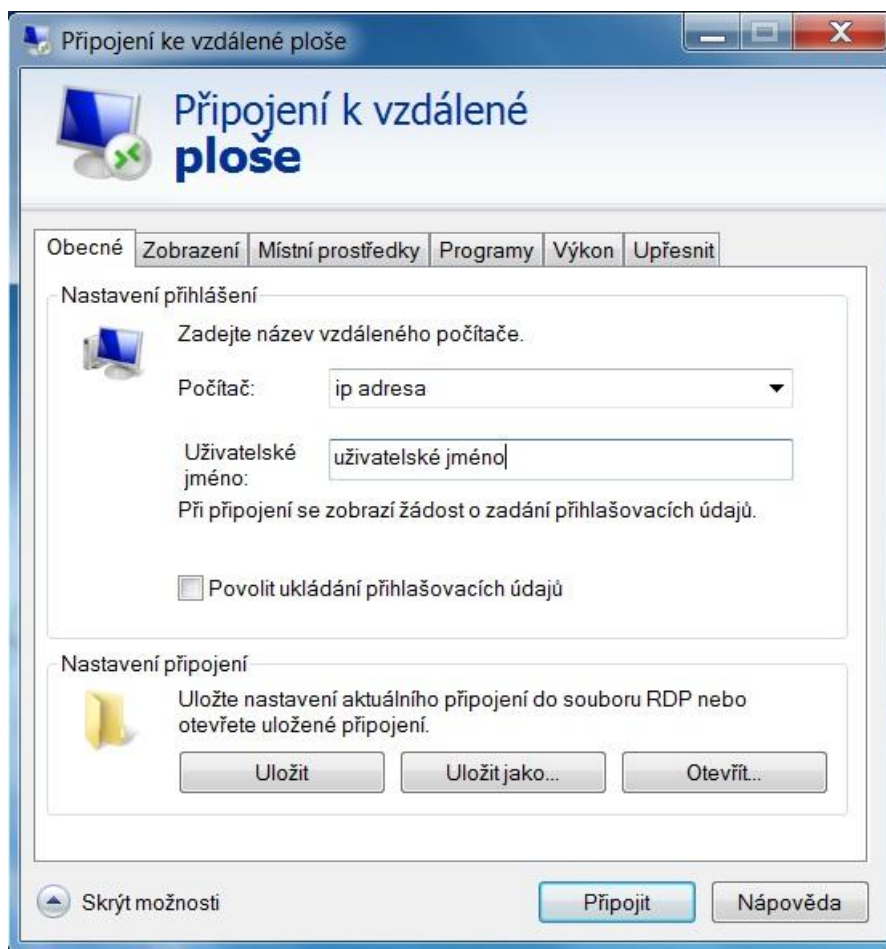 Připojení ke vzdálené ploše
Připojení k vzdálené
ploše
Obecné Zobrazení Místní prostředky Programy Výkon Upřesnit
Nastavení přihlášení
Zadejte název vzdáleného počítače.
Počítač: ip adresa
Uživatelské
jméno: uživatelské jméno
Při připojení se zobrazí žádost o zadání přihlašovacích údajů.
Povolit ukládání přihlašovacích údajů
Nastavení připojení
Uložte nastavení aktuálního připojení do souboru RDP nebo
otevřete uložené připojení.
Uložit Uložit jako... Otevřít...
Skrýt možnosti Připojit Nápověda